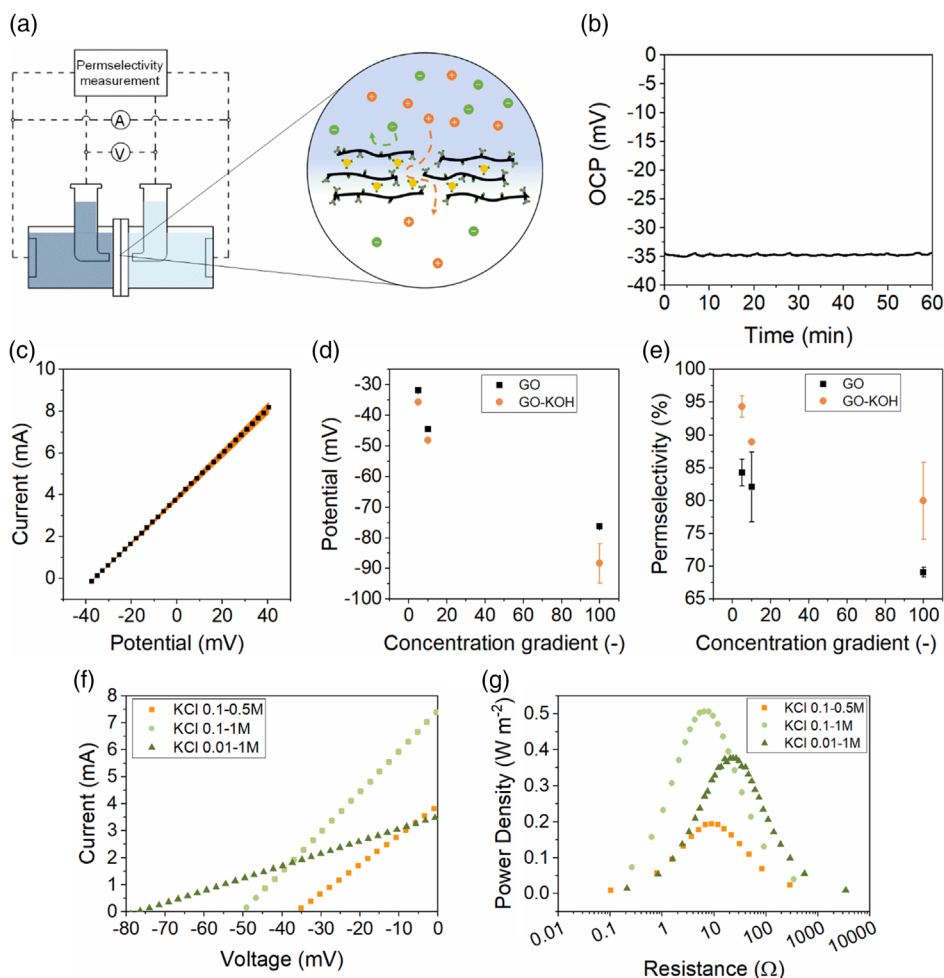 (a)
Permselectivity
measurement
A
V
(b)
OCP (mV)
0
-5
-10
-15
-20
-25
-30
-35
-40
0 10 20 30 40 50 60
Time (min)
(c)
Current (mA)
10
8
6
4
2
0
-40 -20 0 20 40
Potential (mV)
(d)
Potential (mV)
-30
-40
-50
-60
-70
-80
-90
-100
GO
GO-KOH
0 20 40 60 80 100
Concentration gradient (-)
(e)
Permselectivity (%)
100
95
90
85
80
75
70
65
GO
GO-KOH
0 20 40 60 80 100
Concentration gradient (-)
(f)
Current (mA)
8
7
6
5
4
3
2
1
0
KCl 0.1-0.5M
KCl 0.1-1M
KCl 0.01-1M
-80 -70 -60 -50 -40 -30 -20 -10 0
Voltage (mV)
(g)
Power Density (W m⁻²)
0.5
0.4
0.3
0.2
0.1
0.0
KCl 0.1-0.5M
KCl 0.1-1M
KCl 0.01-1M
0.01 0.1 1 10 100 1000 10000
Resistance (Ω)